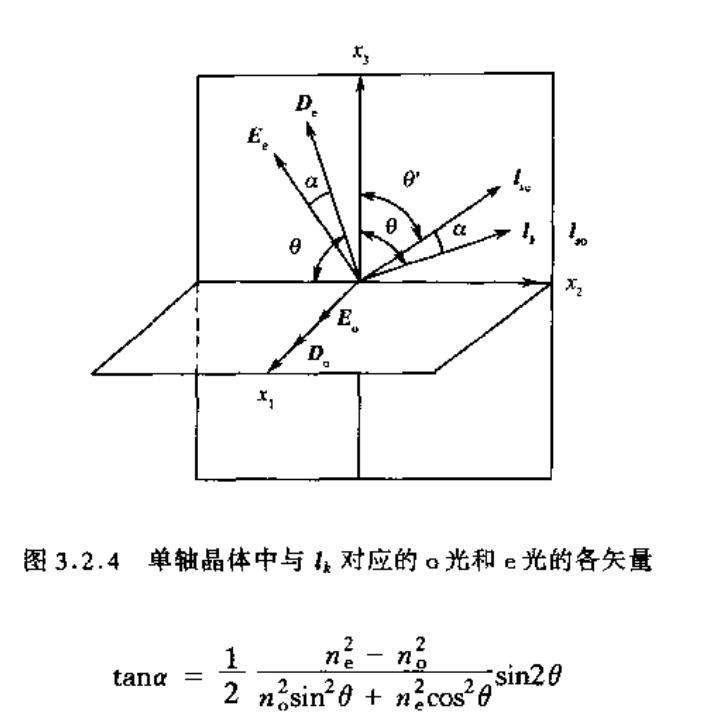 x₃
Dₑ
Eₑ
α
θ'
lₛₑ
θ
α
lₖ
lₛₒ
θ
x₂
Eₒ
Dₒ
x₁
图 3.2.4 单轴晶体中与 lₖ 对应的 o 光和 e 光的各矢量
tanα = 1/2 (nₑ² − nₒ²)/(nₒ²sin²θ + nₑ²cos²θ) sin2θ